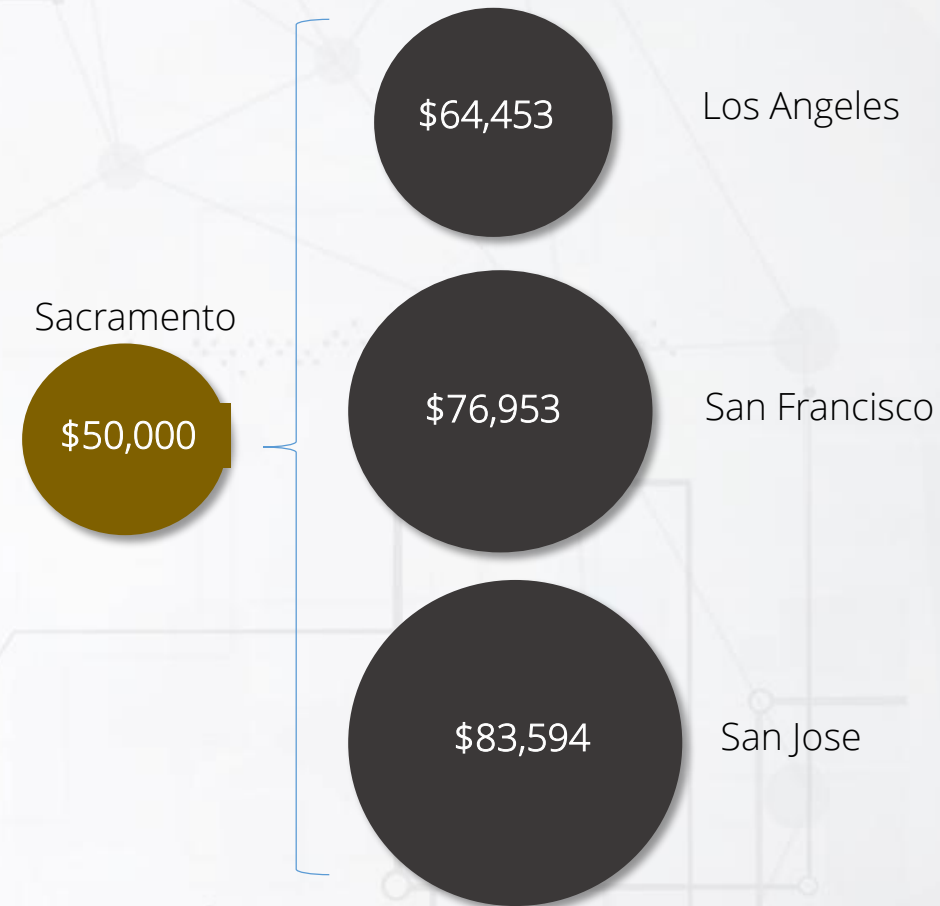 Sacramento
$50,000
$64,453
Los Angeles
$76,953
San Francisco
$83,594
San Jose